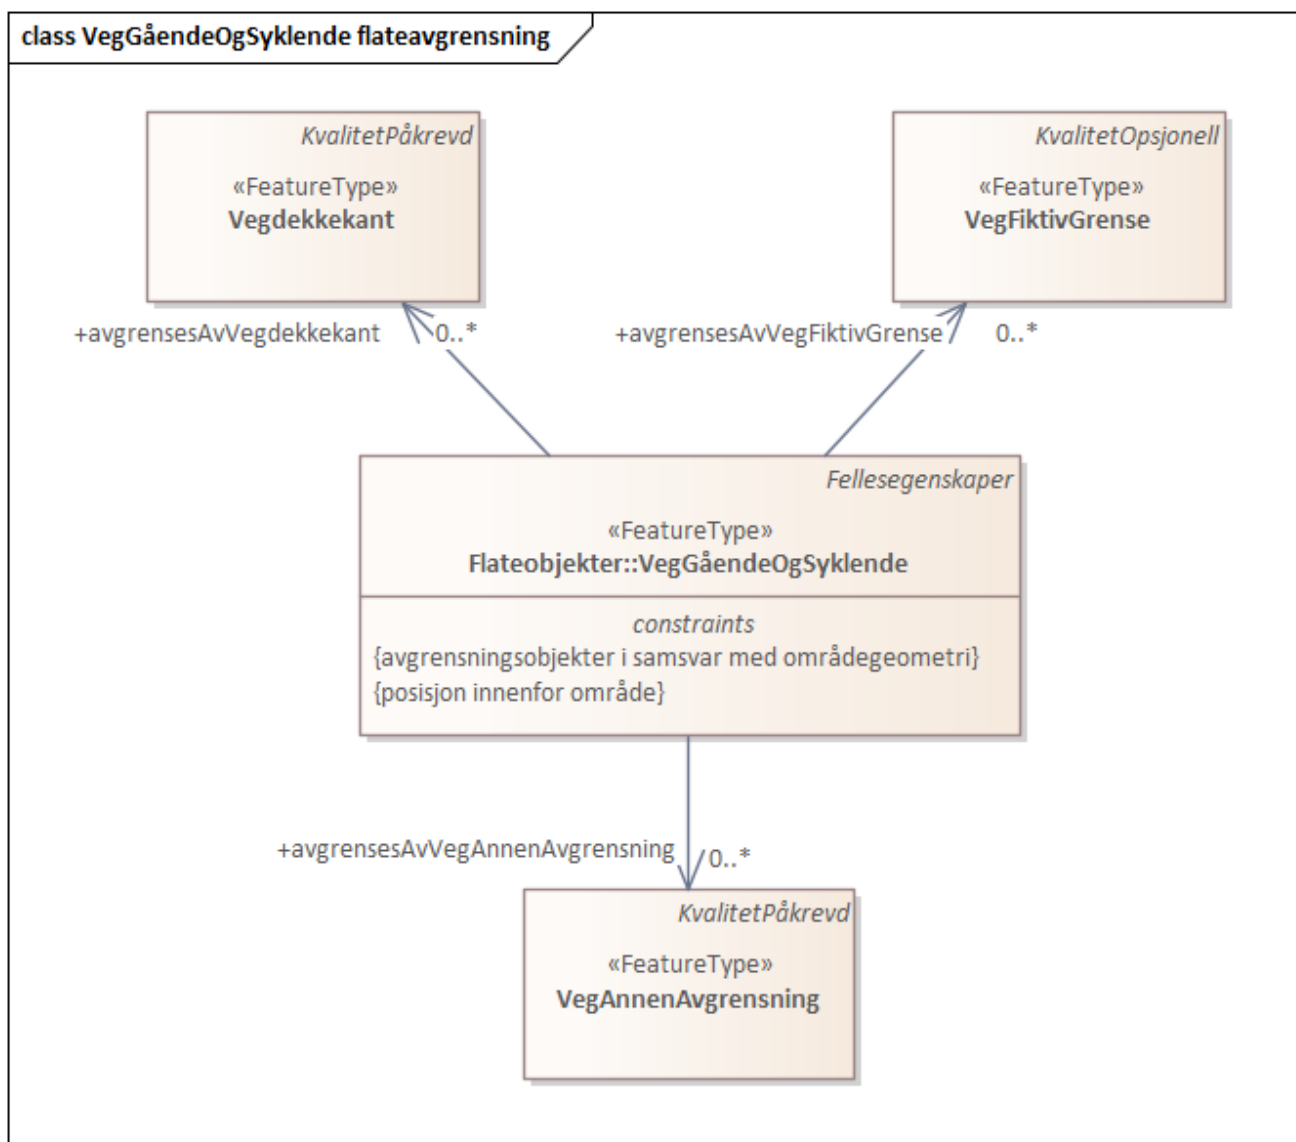 class VegGåendeOgSyklende flateavgrensning
KvalitetPåkrevd
«FeatureType»
Vegdekkekant
KvalitetOpsjonell
«FeatureType»
VegFiktivGrense
+avgrensesAvVegdekkekant
0..*
+avgrensesAvVegFiktivGrense
0..*
Fellesegenskaper
«FeatureType»
Flateobjekter::VegGåendeOgSyklende
constraints
{avgrensningsobjekter i samsvar med områdegeometri}
{posisjon innenfor område}
+avgrensesAvVegAnnenAvgrensning
0..*
KvalitetPåkrevd
«FeatureType»
VegAnnenAvgrensning